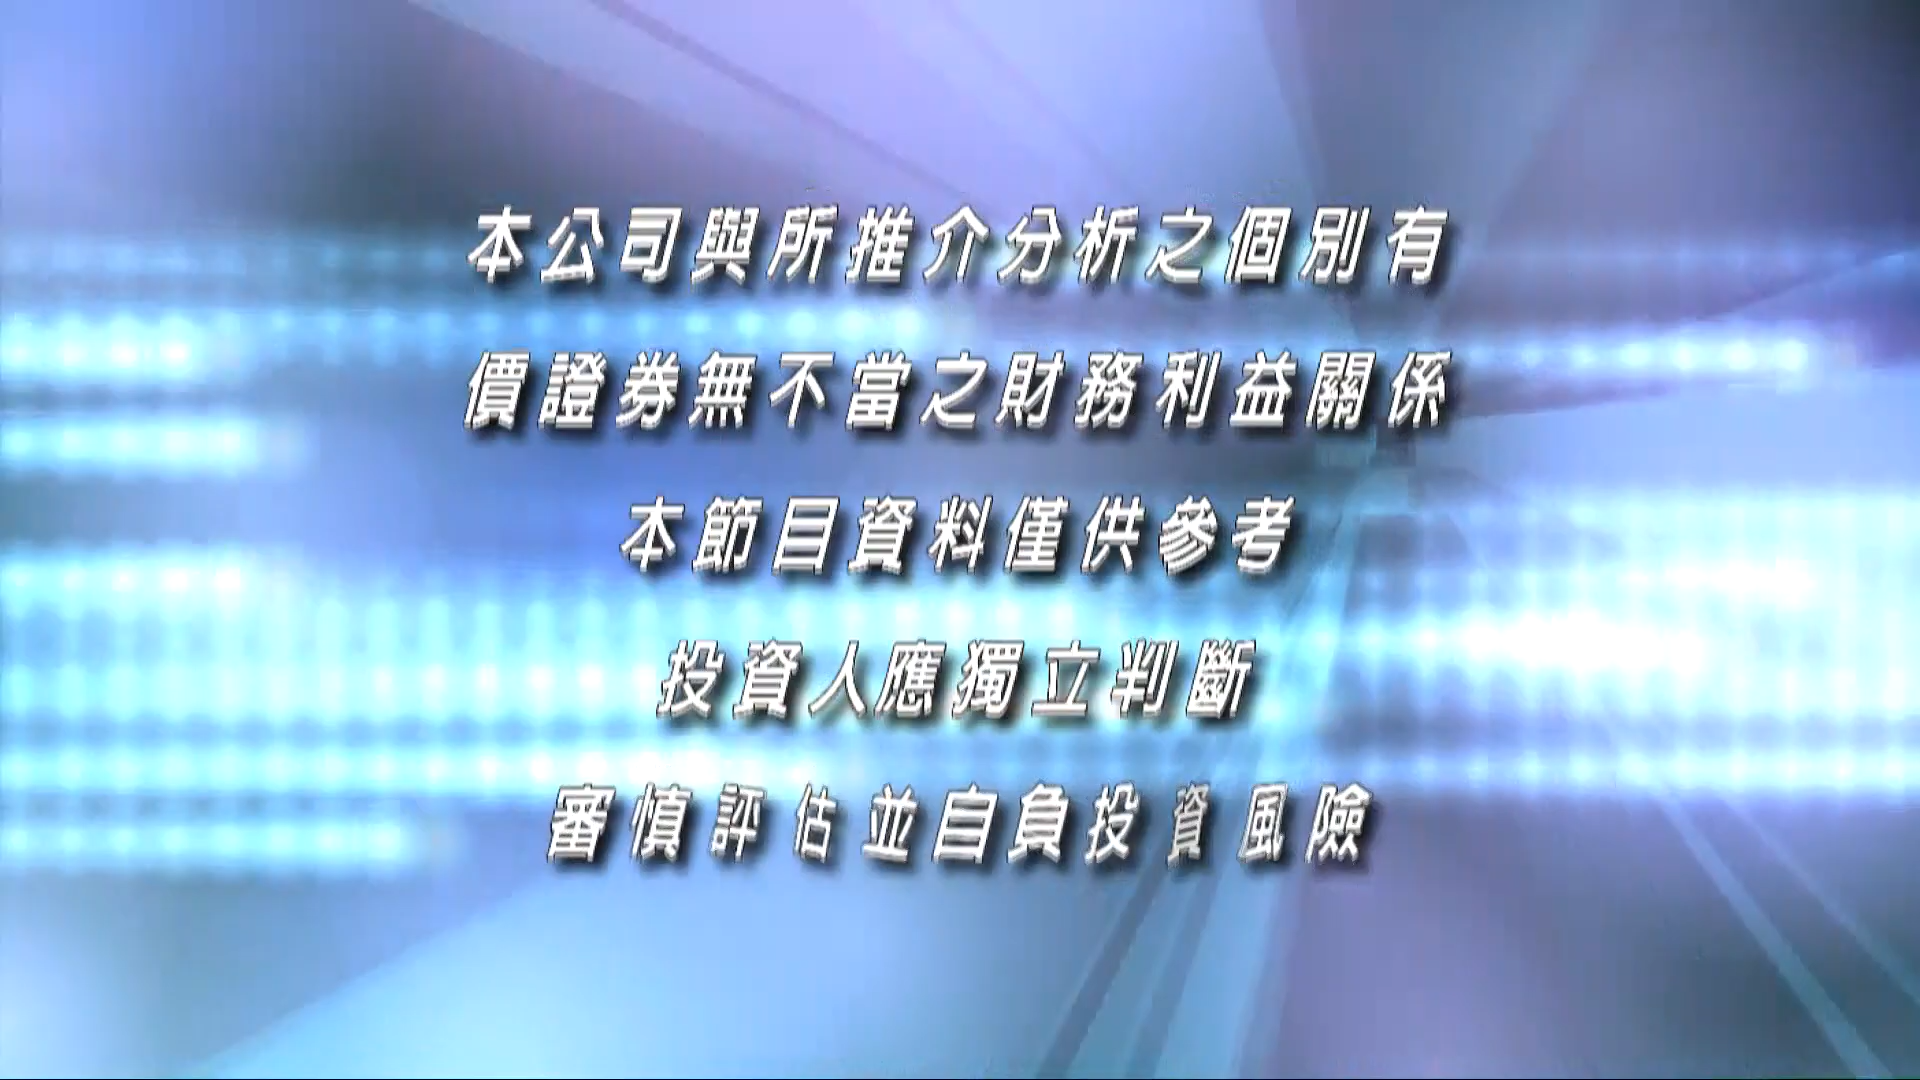 本公司與所推介分析之個別有
價證券無不當之財務利益關係
本節目資料僅供參考
投資人應獨立判斷
審慎評估並自負投資風險